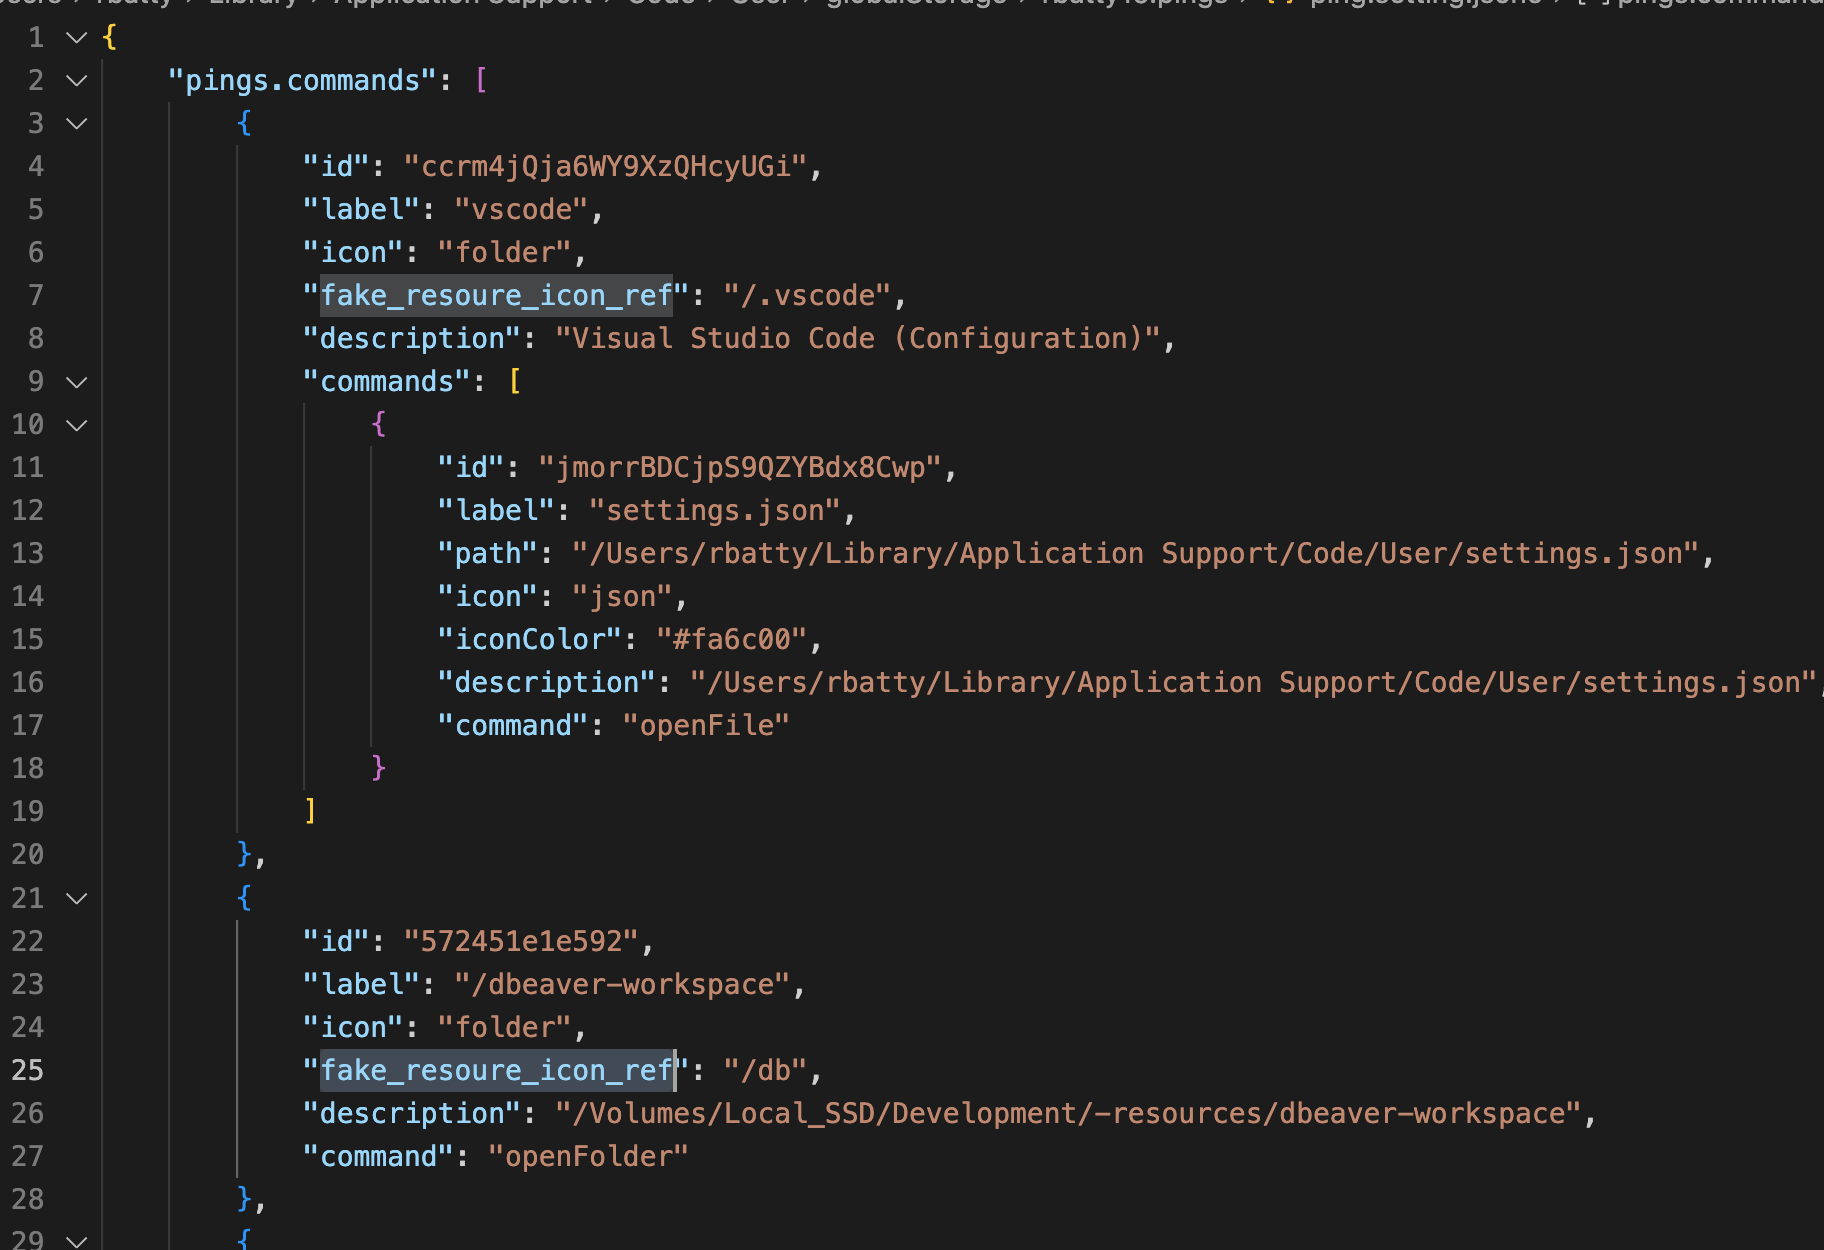 1 {
2 "pings.commands": [
3 {
4 "id": "ccrm4jQja6WY9XzQHcyUGi",
5 "label": "vscode",
6 "icon": "folder",
7 "fake_resoure_icon_ref": "/.vscode",
8 "description": "Visual Studio Code (Configuration)",
9 "commands": [
10 {
11 "id": "jmorrBDCjpS9QZYBdx8Cwp",
12 "label": "settings.json",
13 "path": "/Users/rbatty/Library/Application Support/Code/User/settings.json",
14 "icon": "json",
15 "iconColor": "#fa6c00",
16 "description": "/Users/rbatty/Library/Application Support/Code/User/settings.json",
17 "command": "openFile"
18 }
19 ]
20 },
21 {
22 "id": "572451e1e592",
23 "label": "/dbeaver-workspace",
24 "icon": "folder",
25 "fake_resoure_icon_ref": "/db",
26 "description": "/Volumes/Local_SSD/Development/-resources/dbeaver-workspace",
27 "command": "openFolder"
28 },
29 {